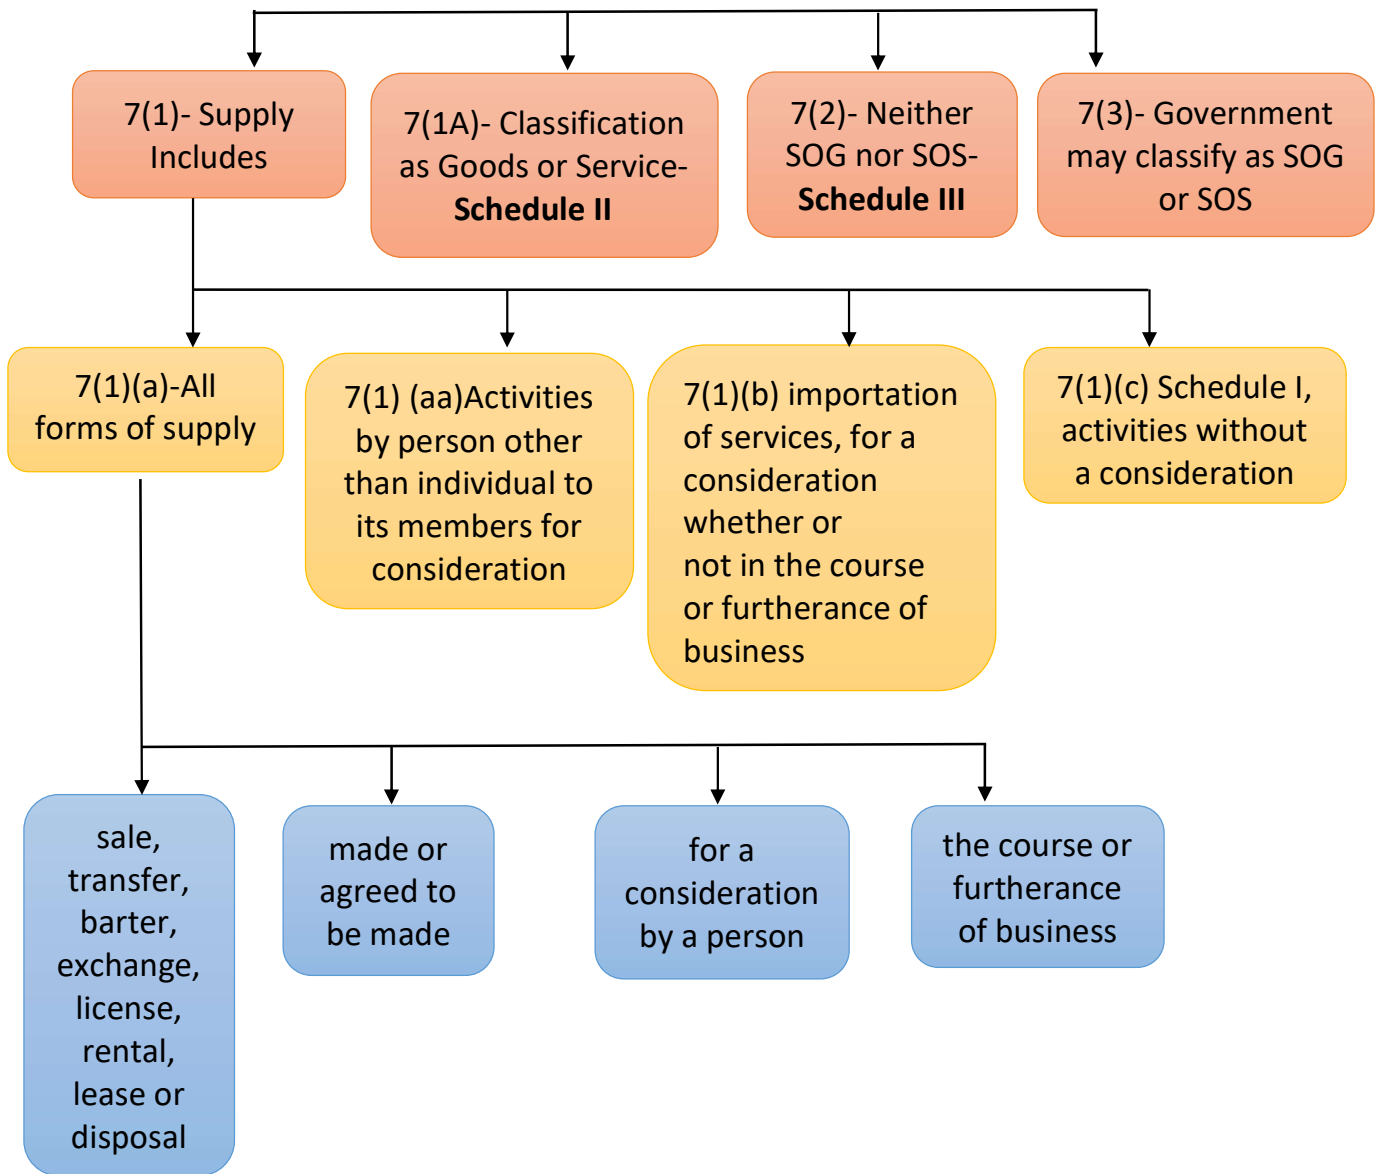 7(1)- Supply
Includes
7(1A)- Classification
as Goods or Service-
Schedule II
7(2)- Neither
SOG nor SOS-
Schedule III
7(3)- Government
may classify as SOG
or SOS
7(1)(a)-All
forms of supply
7(1) (aa)Activities
by person other
than individual to
its members for
consideration
7(1)(b) importation
of services, for a
consideration
whether or
not in the course
or furtherance of
business
7(1)(c) Schedule I,
activities without
a consideration
sale,
transfer,
barter,
exchange,
license,
rental,
lease or
disposal
made or
agreed to
be made
for a
consideration
by a person
the course or
furtherance
of business